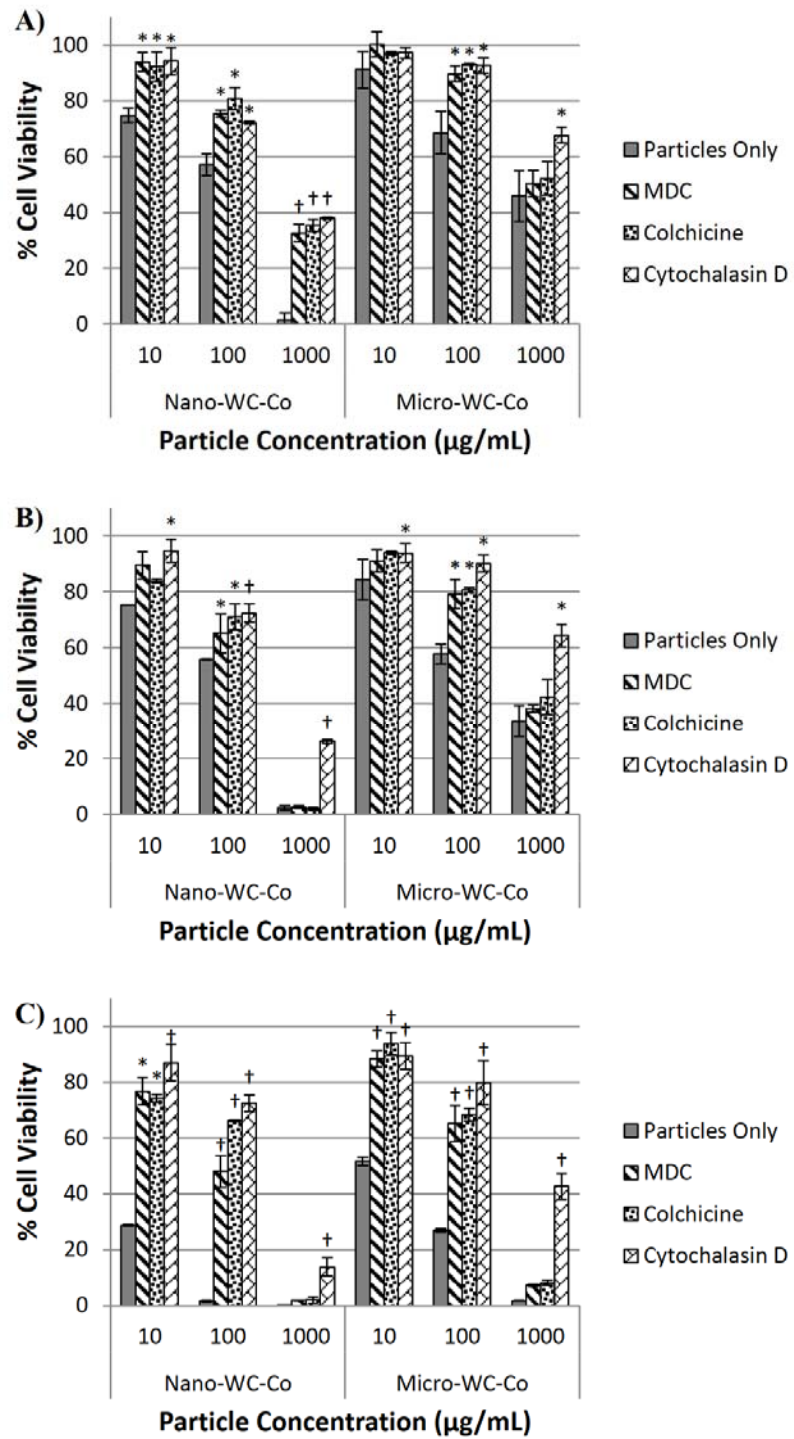 A)
% Cell Viability
100
80
60
40
20
0
* * *
* * *
† † †
* * *
*
10 100 1000 10 100 1000
Nano-WC-Co Micro-WC-Co
Particle Concentration (µg/mL)
Particles Only
MDC
Colchicine
Cytochalasin D
B)
% Cell Viability
100
80
60
40
20
0
*
* * †
†
*
* * *
*
10 100 1000 10 100 1000
Nano-WC-Co Micro-WC-Co
Particle Concentration (µg/mL)
Particles Only
MDC
Colchicine
Cytochalasin D
C)
% Cell Viability
100
80
60
40
20
0
* * †
† † †
†
† † †
† † †
†
10 100 1000 10 100 1000
Nano-WC-Co Micro-WC-Co
Particle Concentration (µg/mL)
Particles Only
MDC
Colchicine
Cytochalasin D